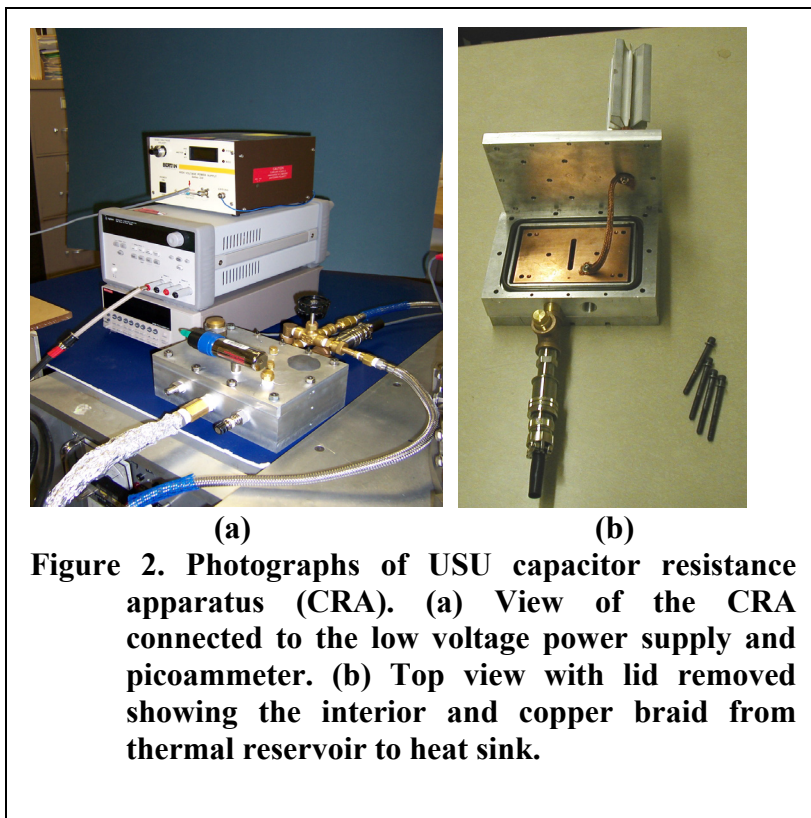 BERTAN
(a)
(b)
Figure 2. Photographs of USU capacitor resistance
apparatus (CRA). (a) View of the CRA
connected to the low voltage power supply and
picoammeter. (b) Top view with lid removed
showing the interior and copper braid from
thermal reservoir to heat sink.